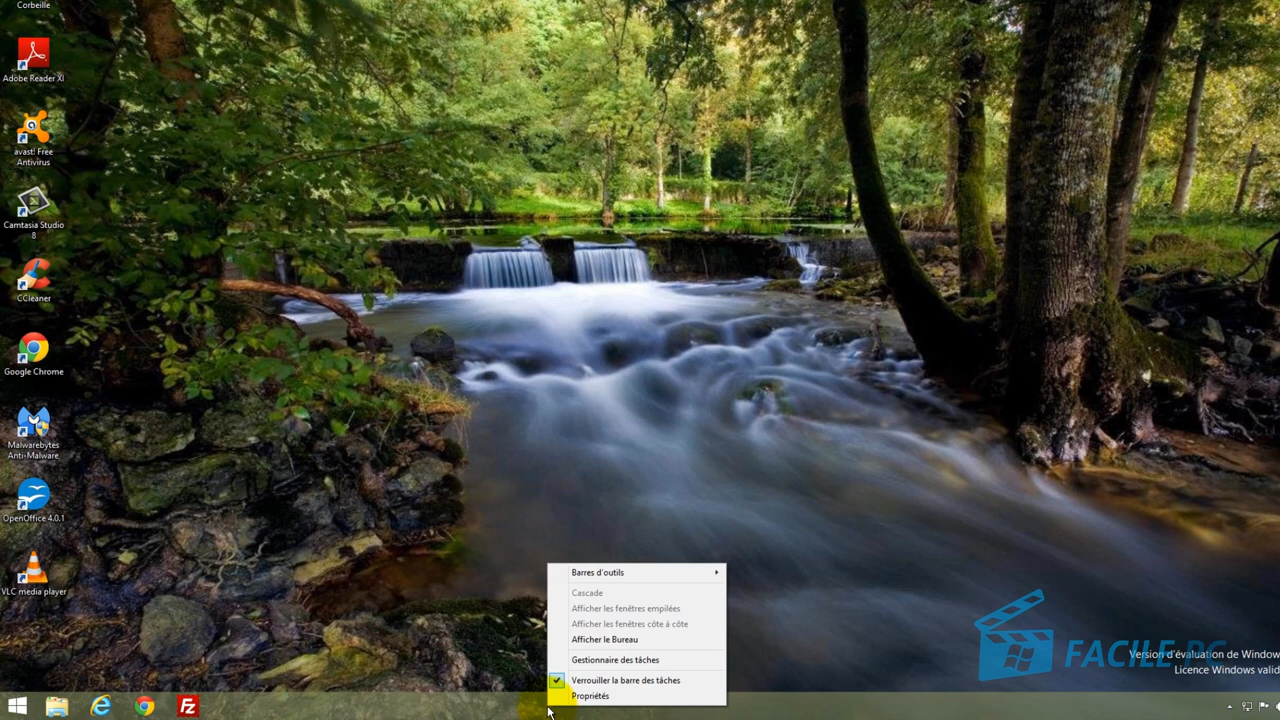 Corbeille
Adobe Reader XI
avast! Free
Antivirus
Camtasia Studio
8
CCleaner
Google Chrome
Malwarebytes
Anti-Malware
OpenOffice 4.0.1
VLC media player
Barres d'outils
Cascade
Afficher les fenêtres empilées
Afficher les fenêtres côte à côte
Afficher le Bureau
Gestionnaire des tâches
Verrouiller la barre des tâches
Propriétés
FACILE PC
Version d'évaluation de Window
Licence Windows valid
Fz